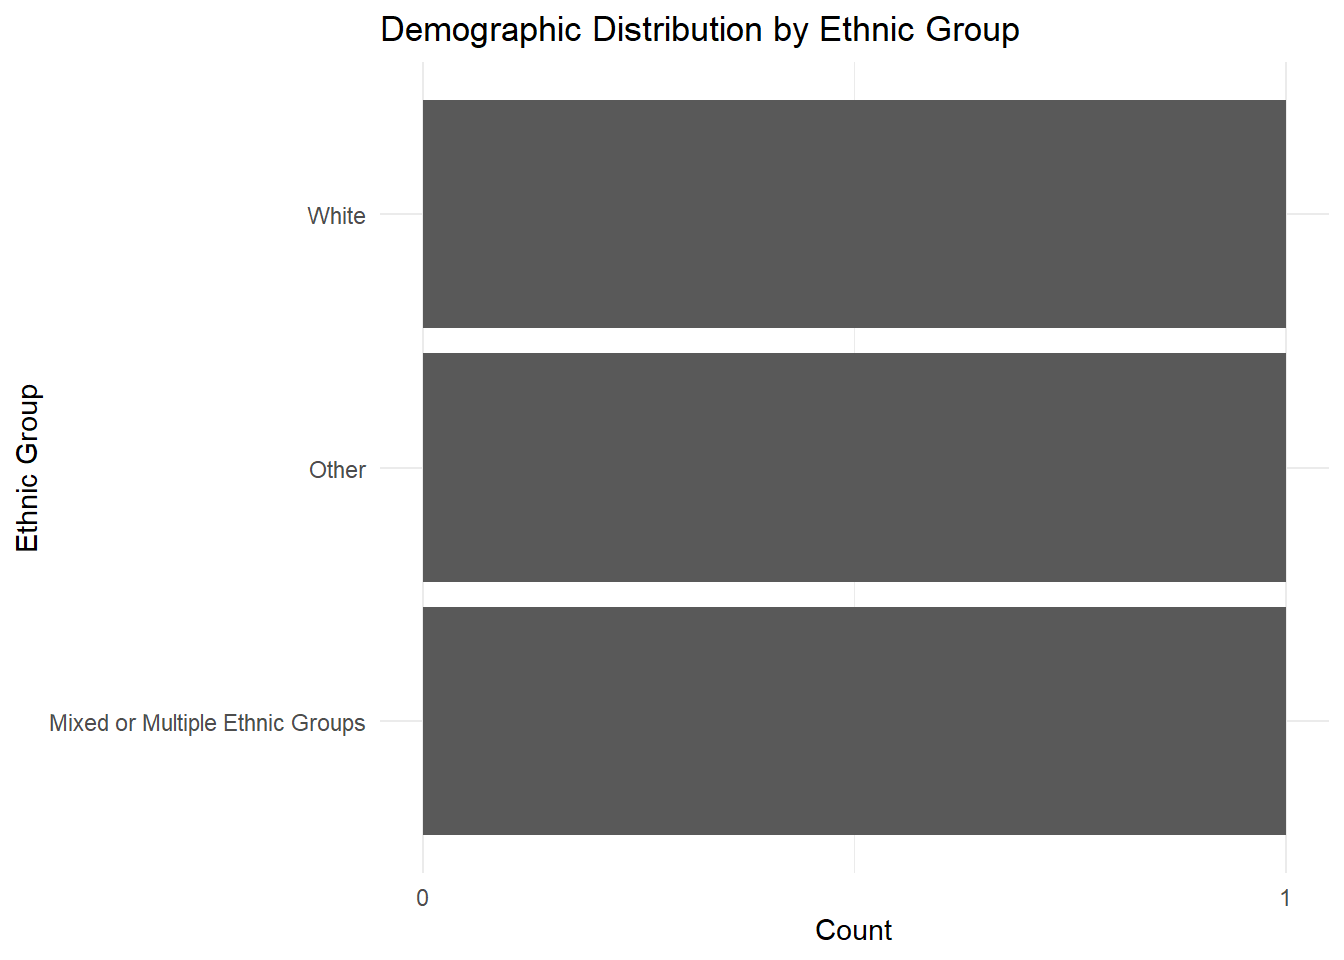 Demographic Distribution by Ethnic Group
White
Other
Mixed or Multiple Ethnic Groups
Ethnic Group
0
1
Count